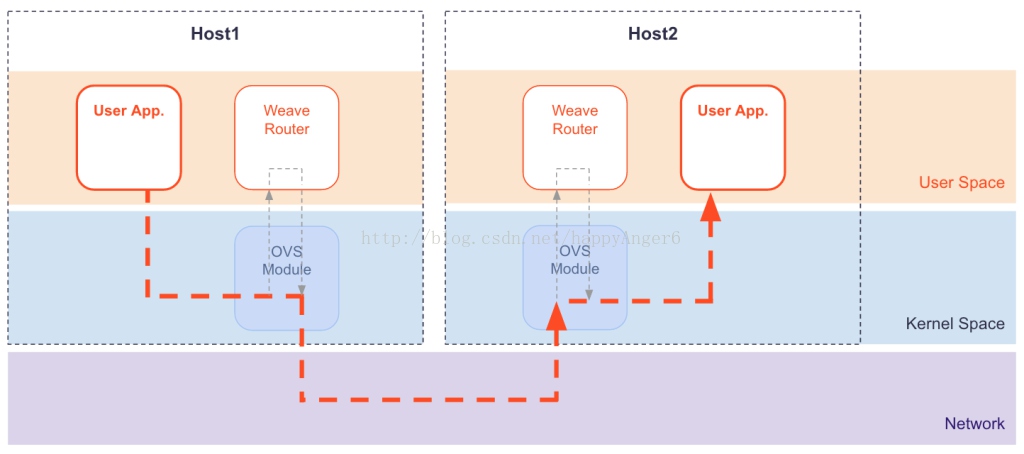 Host1
Host2
User App.
Weave
Router
Weave
Router
User App.
User Space
http://blog.csdn.net/happyAnger6
OVS
Module
OVS
Module
Kernel Space
Network